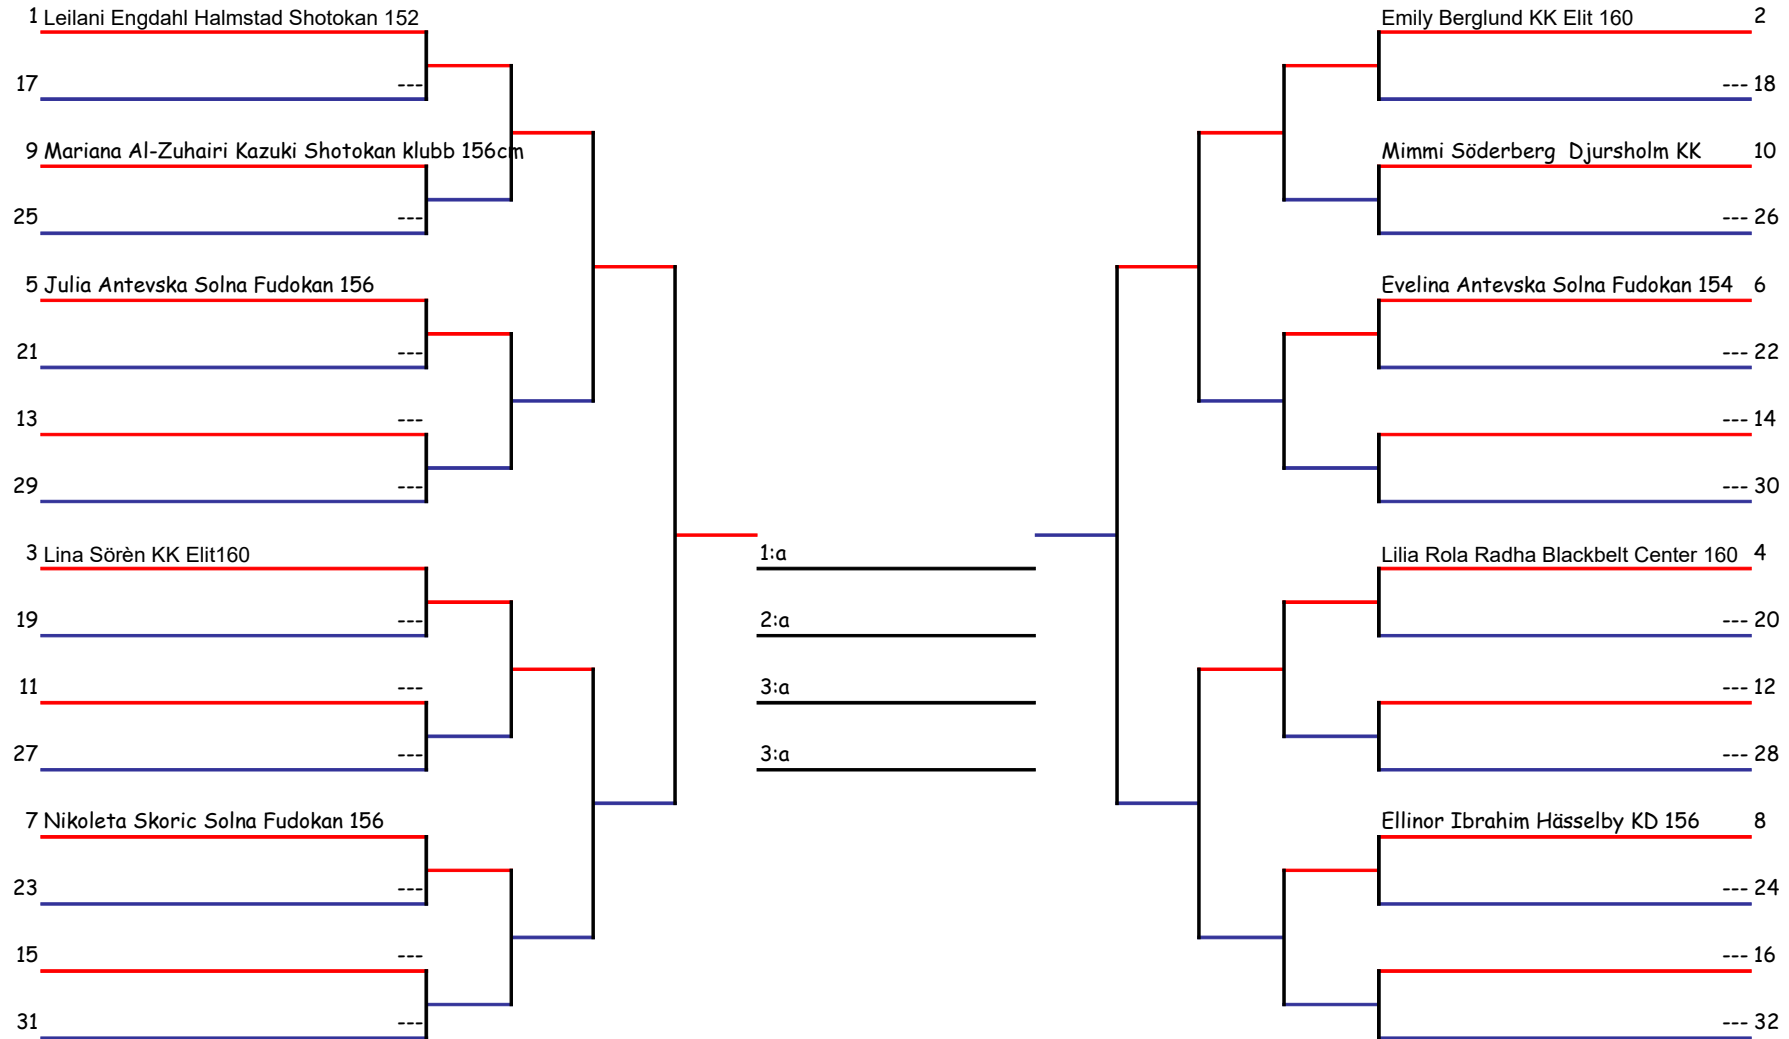 1 Leilani Engdahl Halmstad Shotokan 152
17 ---
9 Mariana Al-Zuhairi Kazuki Shotokan klubb 156cm
25 ---
5 Julia Antevska Solna Fudokan 156
21 ---
13 ---
29 ---
3 Lina Sörèn KK Elit160
19 ---
11 ---
27 ---
7 Nikoleta Skoric Solna Fudokan 156
23 ---
15 ---
31 ---
1:a
2:a
3:a
3:a
Emily Berglund KK Elit 160 2
--- 18
Mimmi Söderberg  Djursholm KK 10
--- 26
Evelina Antevska Solna Fudokan 154 6
--- 22
--- 14
--- 30
Lilia Rola Radha Blackbelt Center 160 4
--- 20
--- 12
--- 28
Ellinor Ibrahim Hässelby KD 156 8
--- 24
--- 16
--- 32